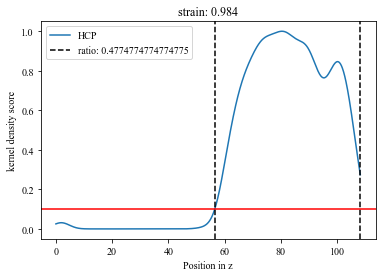 strain: 0.984
HCP
ratio: 0.4774774774774775
kernel density score
1.0
0.8
0.6
0.4
0.2
0.0
0 20 40 60 80 100
Position in z